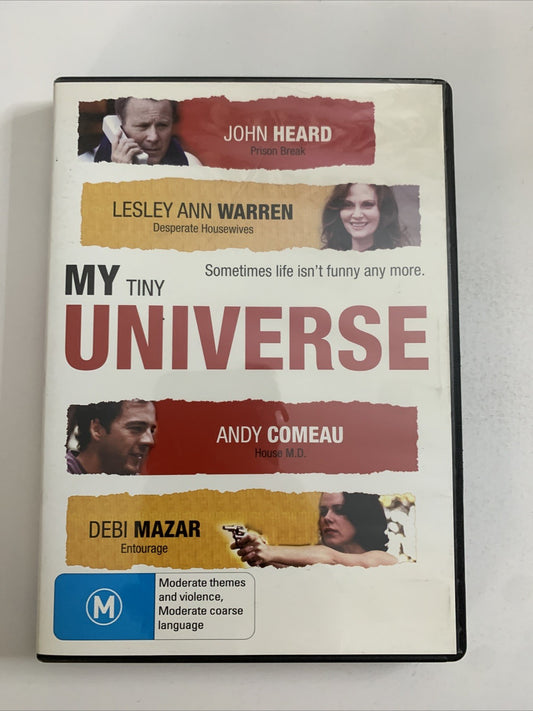 JOHN HEARD
Prison Break
LESLEY ANN WARREN
Desperate Housewives
Sometimes life isn't funny any more.
MY TINY
UNIVERSE
ANDY COMEAU
House M.D.
DEBI MAZAR
Entourage
M
Moderate themes
and violence,
Moderate coarse
language